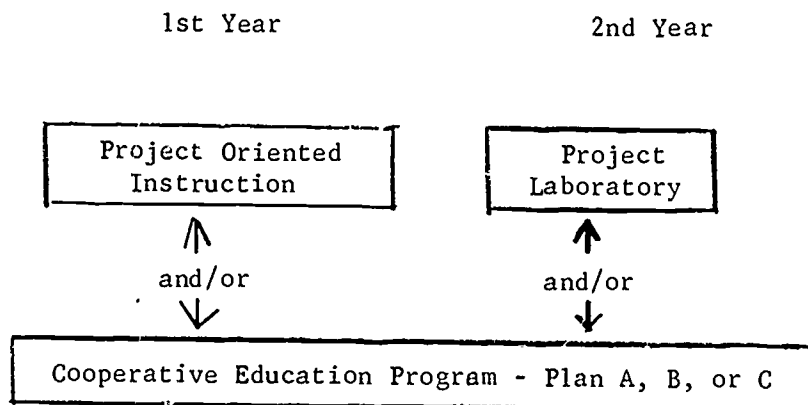 1st Year 2nd Year
Project Oriented
Instruction
Project
Laboratory
and/or and/or
Cooperative Education Program - Plan A, B, or C